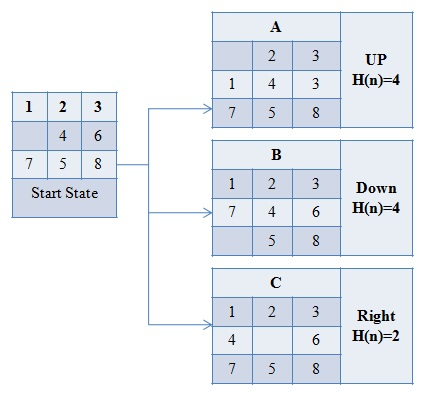 1 2 3
4 6
7 5 8
Start State
A
2 3
1 4 3
7 5 8
UP
H(n)=4
B
1 2 3
7 4 6
5 8
Down
H(n)=4
C
1 2 3
4 6
7 5 8
Right
H(n)=2